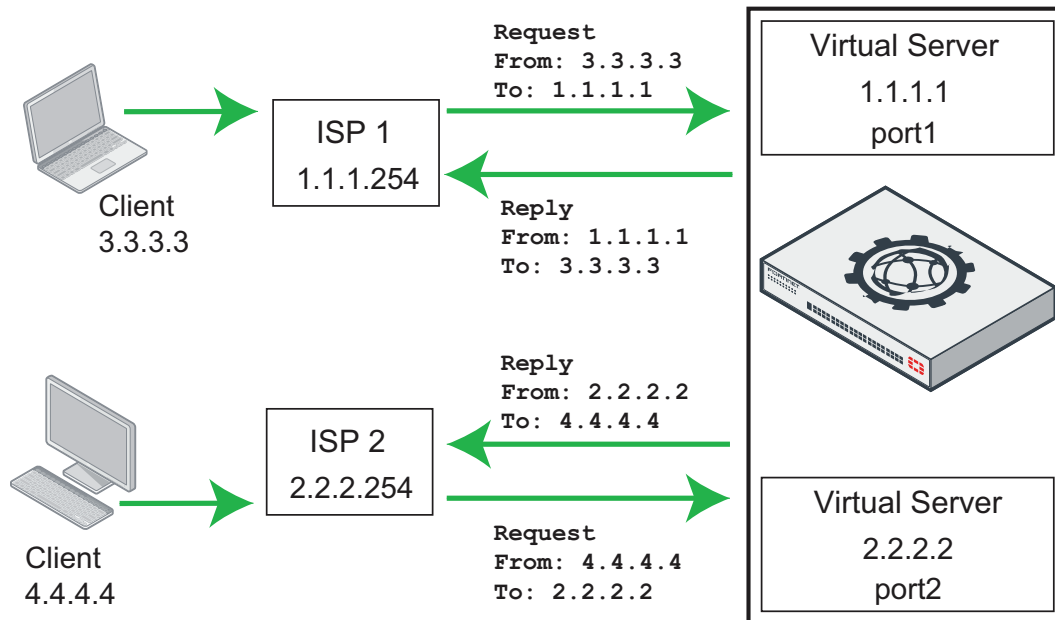 Request
From: 3.3.3.3
To: 1.1.1.1
Virtual Server
1.1.1.1
port1
ISP 1
1.1.1.254
Client
3.3.3.3
Reply
From: 1.1.1.1
To: 3.3.3.3
FORTINET
Reply
From: 2.2.2.2
To: 4.4.4.4
ISP 2
2.2.2.254
Virtual Server
2.2.2.2
port2
Request
From: 4.4.4.4
To: 2.2.2.2
Client
4.4.4.4